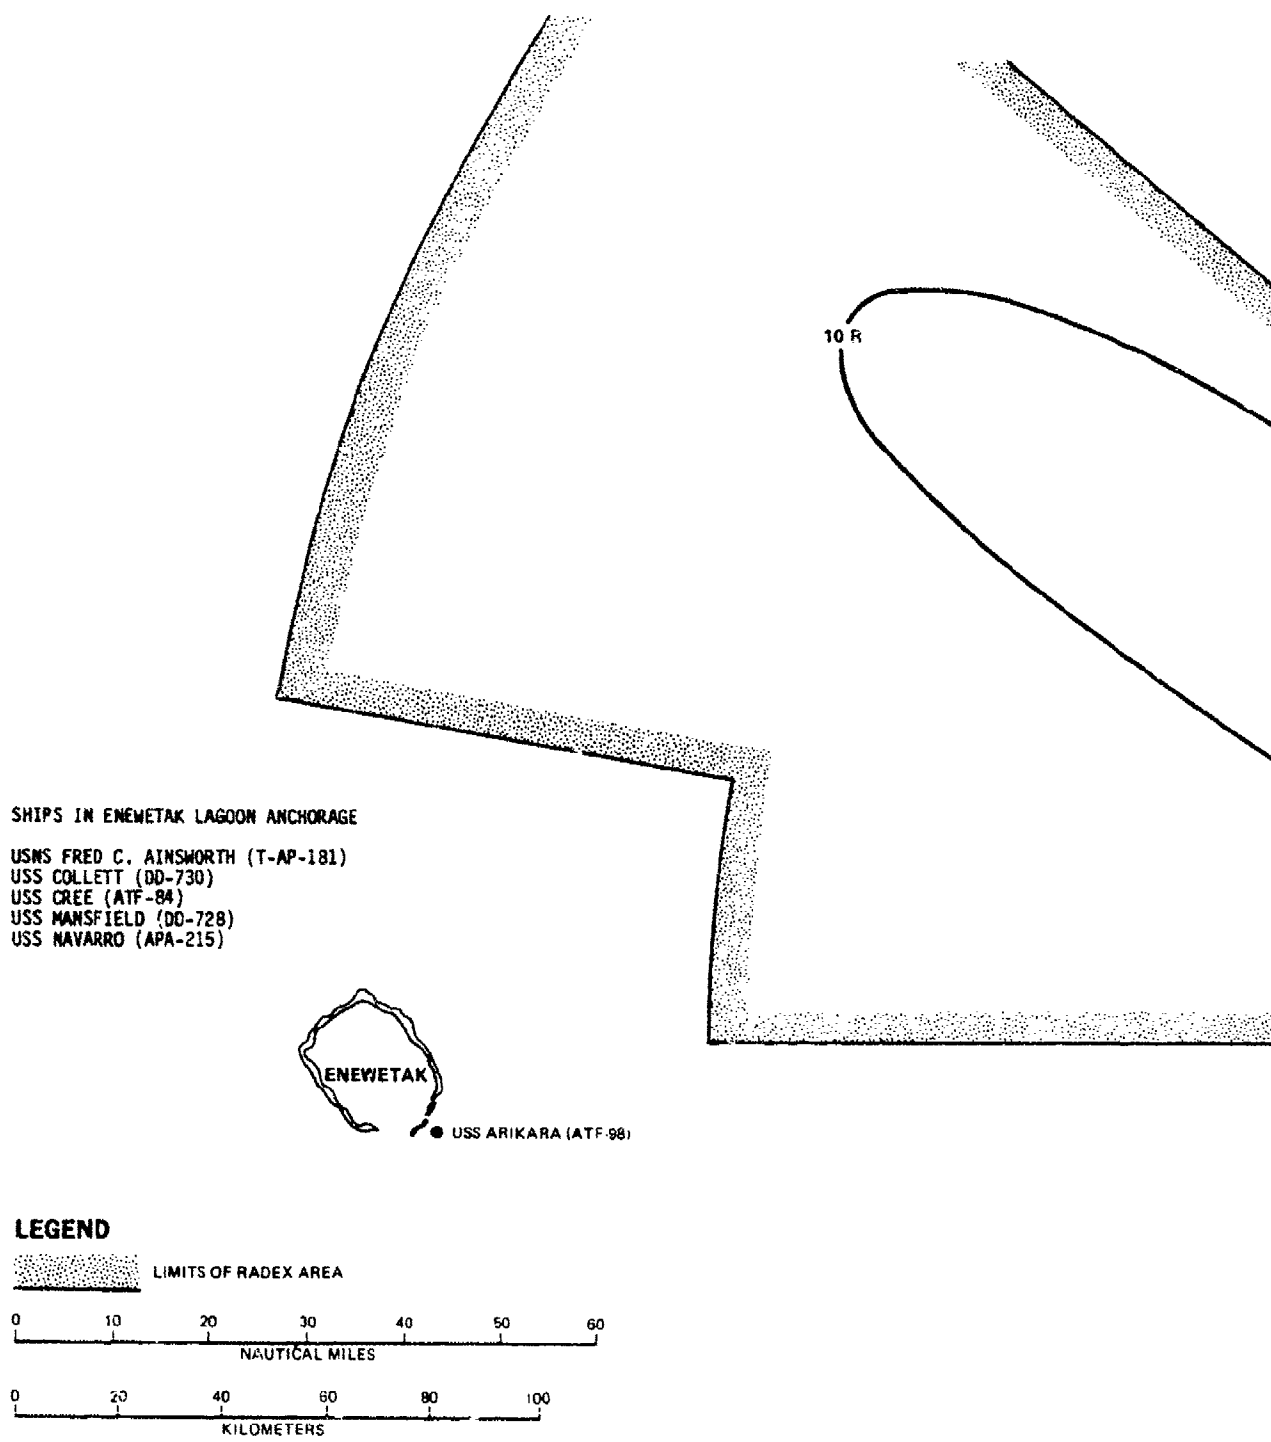 10 R
SHIPS IN ENEWETAK LAGOON ANCHORAGE
USNS FRED C. AINSWORTH (T-AP-181)
USS COLLETT (DD-730)
USS CREE (ATF-84)
USS MANSFIELD (DD-728)
USS NAVARRO (APA-215)
ENEWETAK
USS ARIKARA (ATF-98)
LEGEND
LIMITS OF RADEX AREA
0 10 20 30 40 50 60
NAUTICAL MILES
0 20 40 60 80 100
KILOMETERS